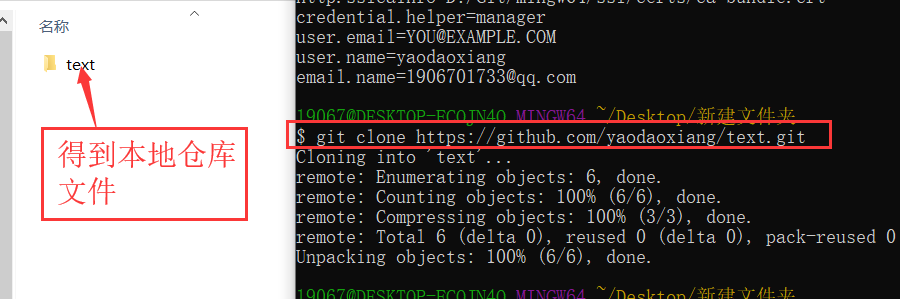 名称
text
得到本地仓库
文件
credential.helper=manager
user.email=YOU@EXAMPLE.COM
user.name=yaodaoxiang
email.name=1906701733@qq.com
19067@DESKTOP-ECOJN4O MINGW64 ~/Desktop/新建文件夹
$ git clone https://github.com/yaodaoxiang/text.git
Cloning into 'text'...
remote: Enumerating objects: 6, done.
remote: Counting objects: 100% (6/6), done.
remote: Compressing objects: 100% (3/3), done.
remote: Total 6 (delta 0), reused 0 (delta 0), pack-reused 0
Unpacking objects: 100% (6/6), done.
19067@DESKTOP-ECOJN4O MINGW64 ~/Desktop/新建文件夹